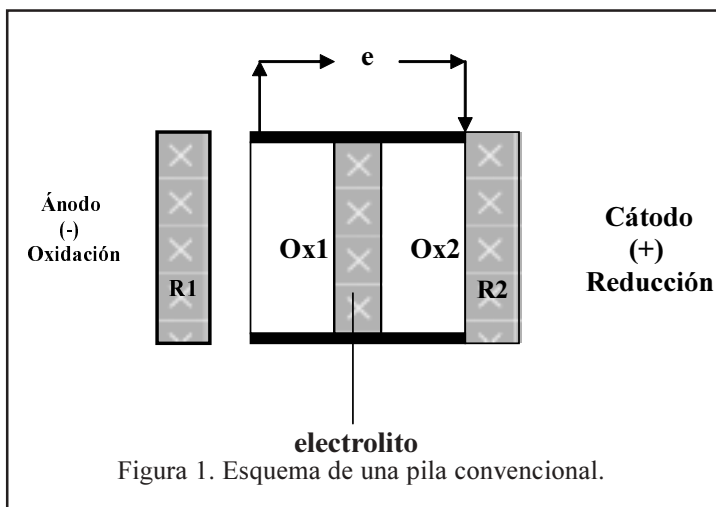 e
Ánodo
(-)
Oxidación
R1
Ox1
Ox2
R2
Cátodo
(+)
Reducción
electrolito
Figura 1. Esquema de una pila convencional.